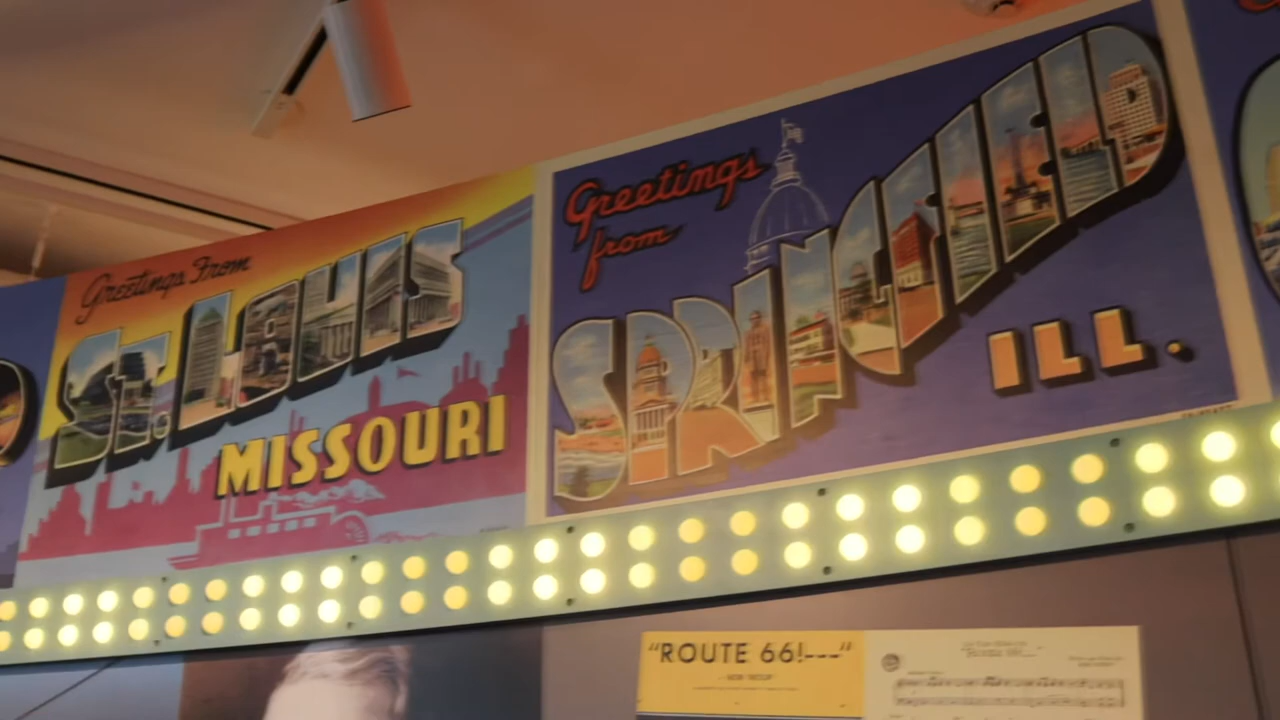 Greetings From
ST. LOUIS
MISSOURI
Greetings
from
SPRINGFIELD
ILL.
"ROUTE 66!---"